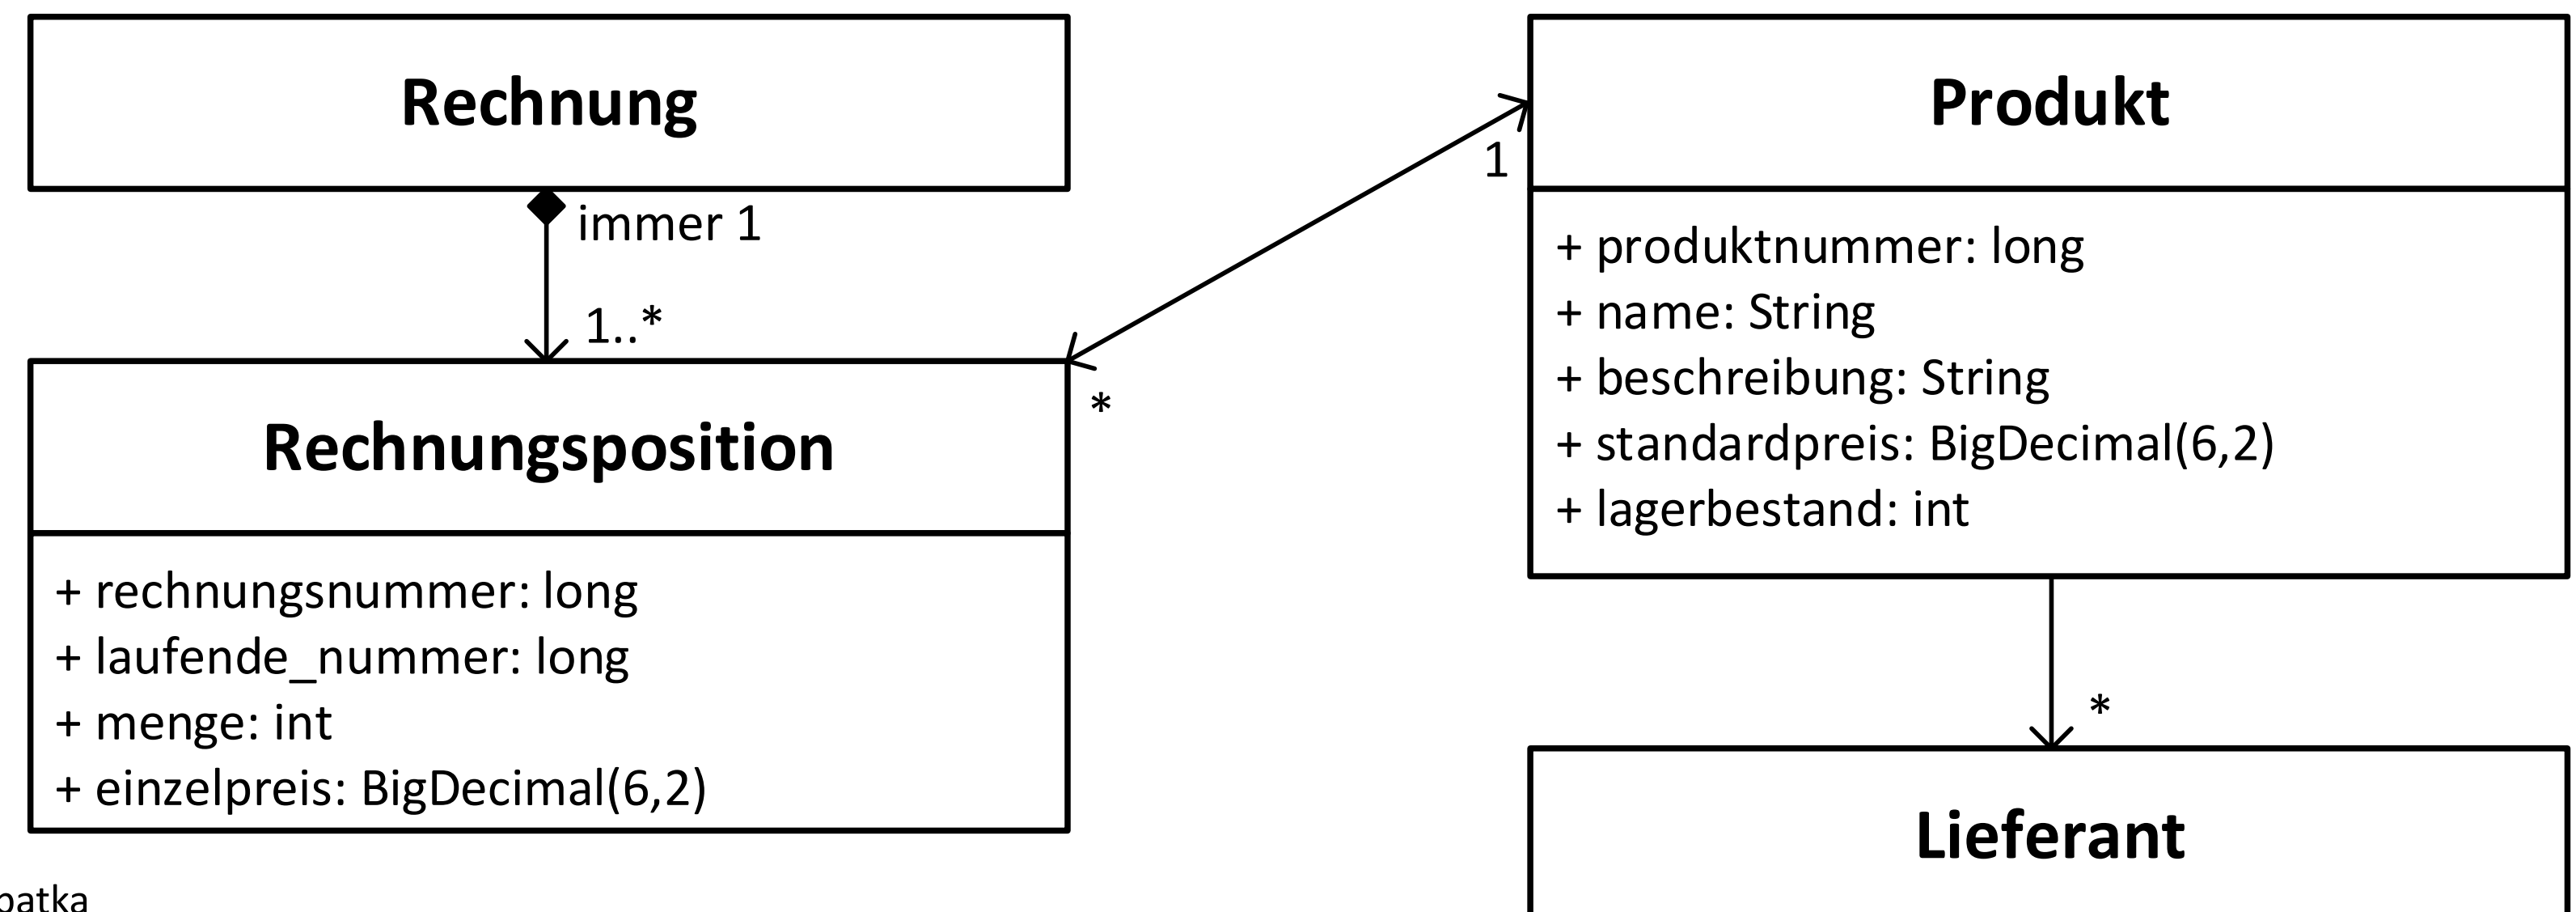 Rechnung
immer 1
1..*
Rechnungsposition
+ rechnungsnummer: long
+ laufende_nummer: long
+ menge: int
+ einzelpreis: BigDecimal(6,2)
1
*
Produkt
+ produktnummer: long
+ name: String
+ beschreibung: String
+ standardpreis: BigDecimal(6,2)
+ lagerbestand: int
*
Lieferant